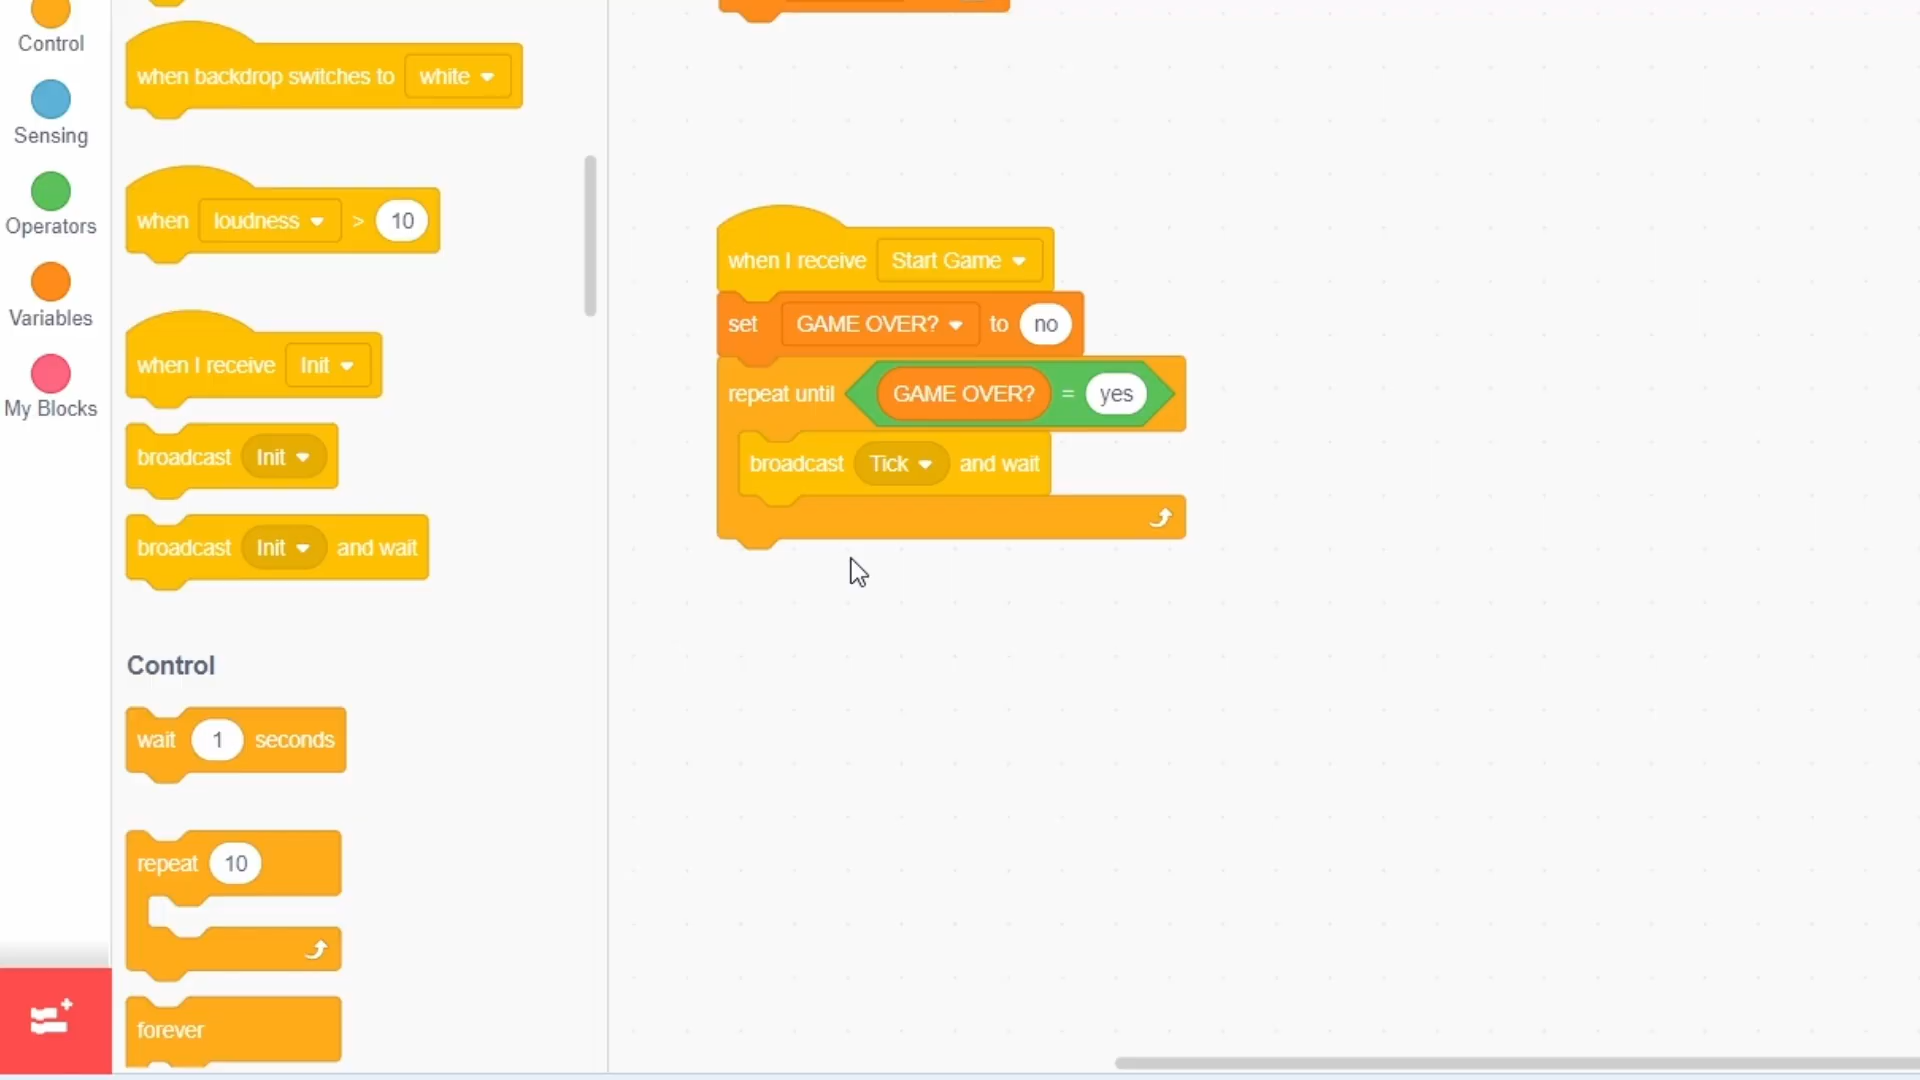 Control
Sensing
Operators
Variables
My Blocks
when backdrop switches to white
when loudness > 10
when I receive Init
broadcast Init
broadcast Init and wait
Control
wait 1 seconds
repeat 10
forever
when I receive Start Game
set GAME OVER? to no
repeat until GAME OVER? = yes
broadcast Tick and wait